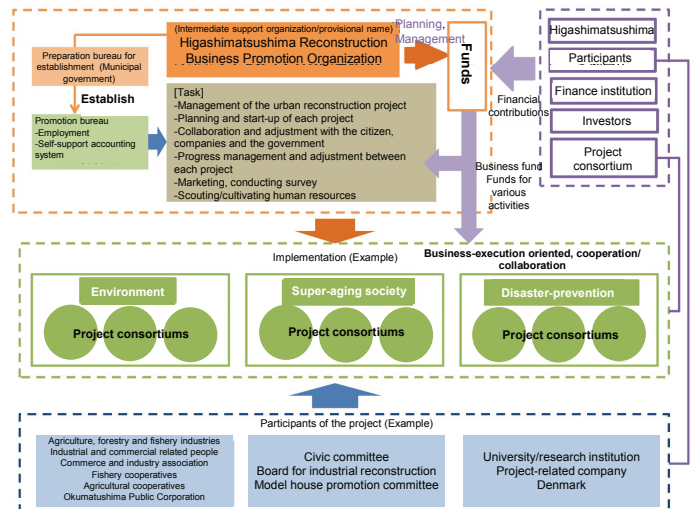 (Intermediate support organization/provisional name)
Higashimatsushima Reconstruction
Business Promotion Organization
Planning,
Management
Funds
Preparation bureau for
establishment (Municipal
government)
Establish
Promotion bureau
-Employment
-Self-support accounting
system
[Task]
-Management of the urban reconstruction project
-Planning and start-up of each project
-Collaboration and adjustment with the citizen,
companies and the government
-Progress management and adjustment between
each project
-Marketing, conducting survey
-Scouting/cultivating human resources
Financial
contributions
Higashimatsushima
Participants
Finance institution
Investors
Project
consortium
Business fund
Funds for
various
activities
Implementation (Example)
Business-execution oriented, cooperation/
collaboration
Environment
Project consortiums
Super-aging society
Project consortiums
Disaster-prevention
Project consortiums
Participants of the project (Example)
Agriculture, forestry and fishery industries
Industrial and commercial related people
Commerce and industry association
Fishery cooperatives
Agricultural cooperatives
Okumatushima Public Corporation
Civic committee
Board for industrial reconstruction
Model house promotion committee
University/research institution
Project-related company
Denmark